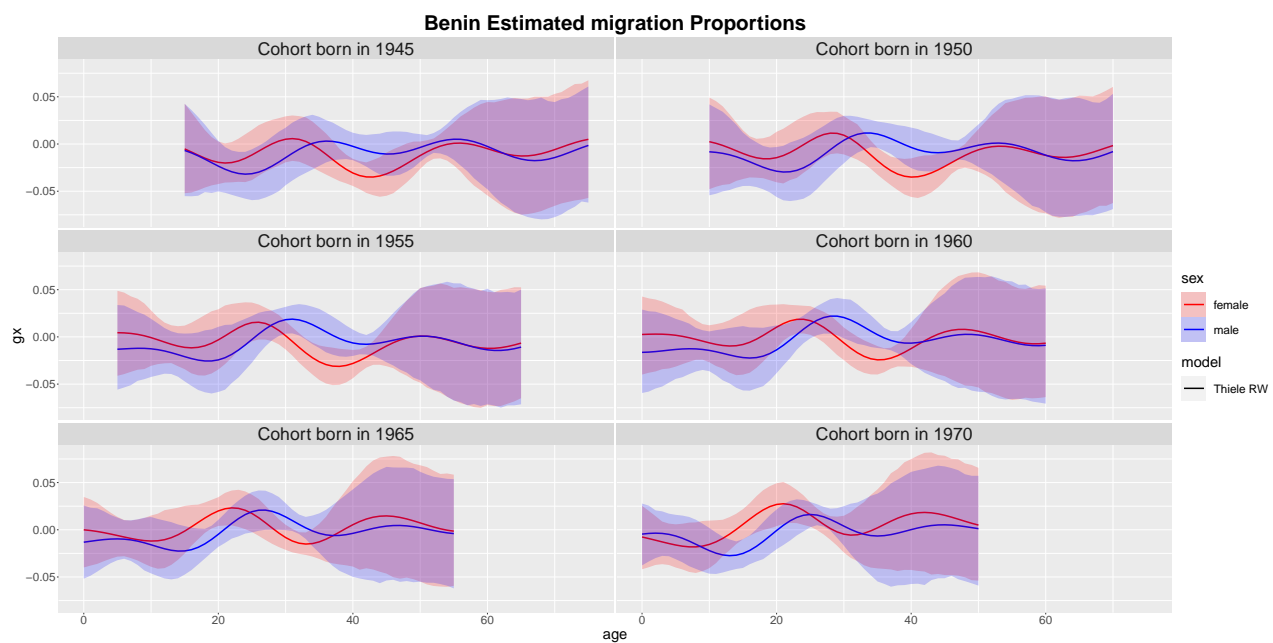 Benin Estimated migration Proportions
Cohort born in 1945
Cohort born in 1950
0.05
0.00
−0.05
Cohort born in 1955
Cohort born in 1960
0.05
0.00
−0.05
gx
Cohort born in 1965
Cohort born in 1970
0.05
0.00
−0.05
0 20 40 60
0 20 40 60
age
sex
female
male
model
Thiele RW